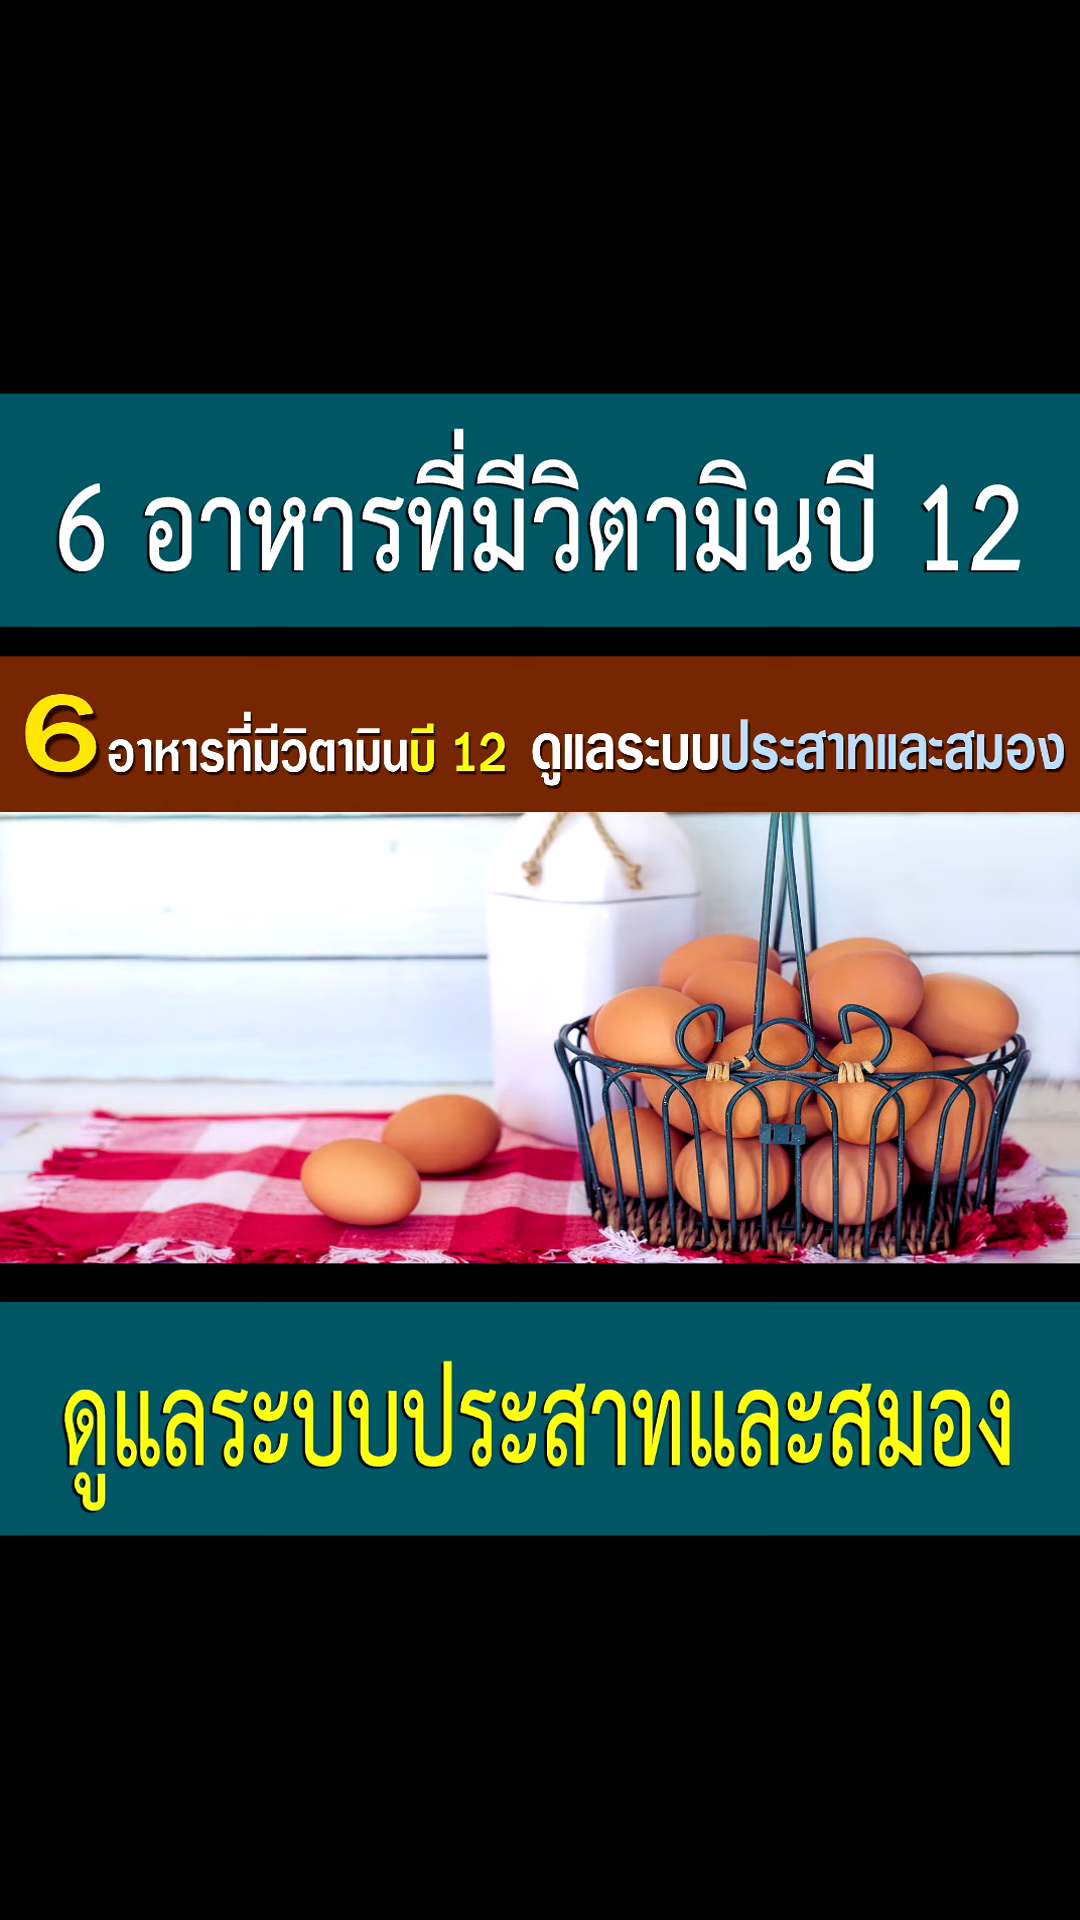 6 อาหารที่มีวิตามินบี 12
6 อาหารที่มีวิตามินบี 12 ดูแลระบบประสาทและสมอง
ดูแลระบบประสาทและสมอง